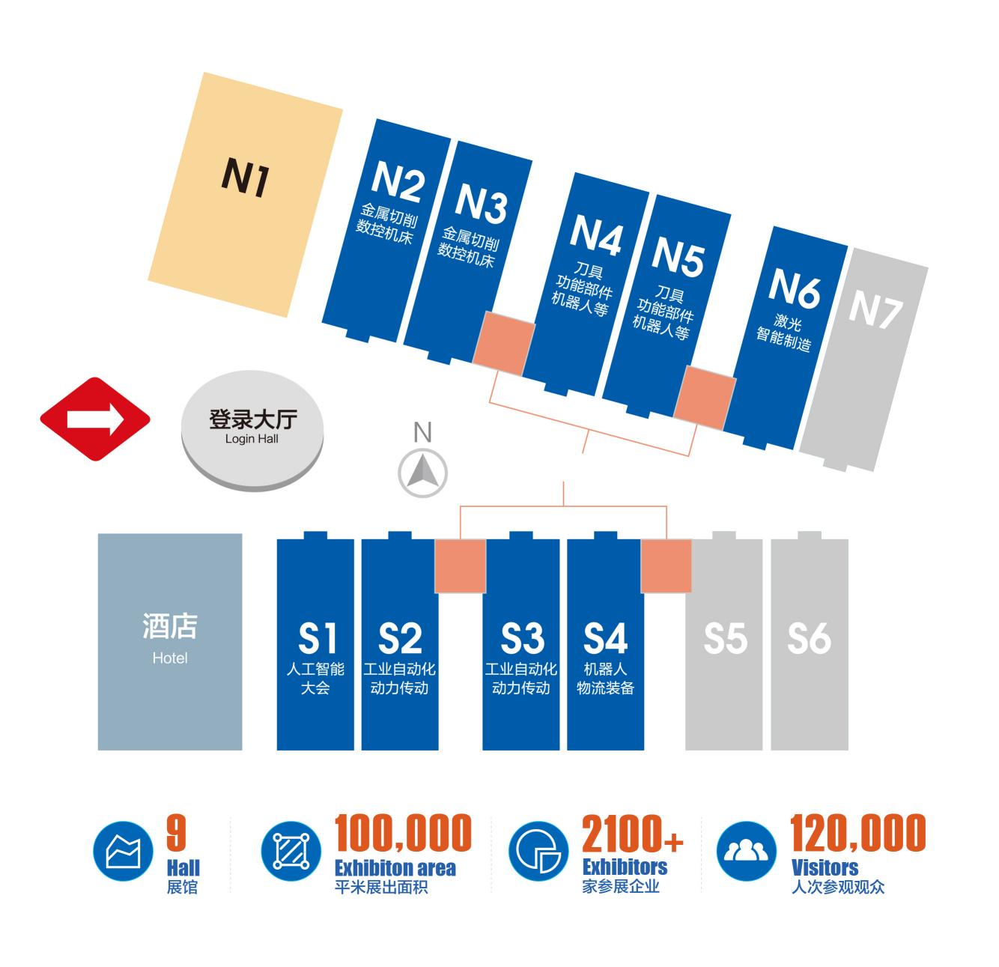 N1
N2
金属切削
数控机床
N3
金属切削
数控机床
N4
刀具
功能部件
机器人等
N5
刀具
功能部件
机器人等
N6
激光
智能制造
N7
登录大厅
Login Hall
N
酒店
Hotel
S1
人工智能
大会
S2
工业自动化
动力传动
S3
工业自动化
动力传动
S4
机器人
物流装备
S5
S6
9
Hall
展馆
100,000
Exhibiton area
平米展出面积
2100+
Exhibitors
家参展企业
120,000
Visitors
人次参观观众